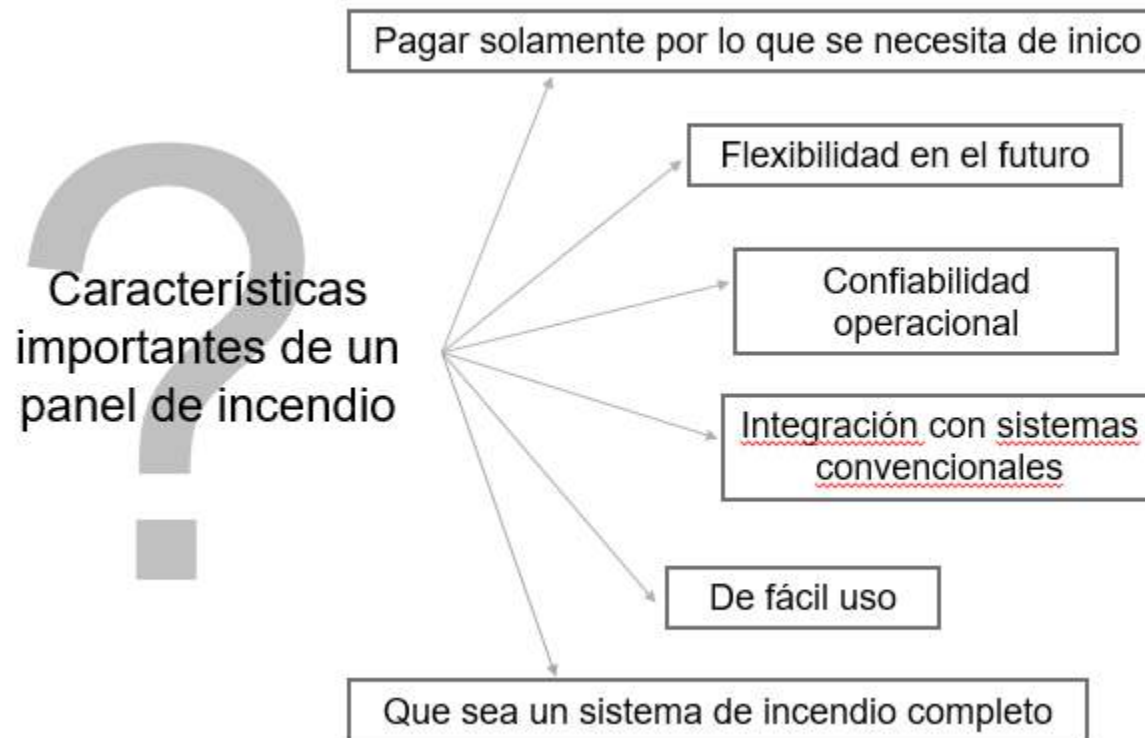 Pagar solamente por lo que se necesita de inico
Flexibilidad en el futuro
Características
importantes de un
panel de incendio
Confiabilidad
operacional
Integración con sistemas
convencionales
De fácil uso
Que sea un sistema de incendio completo
?